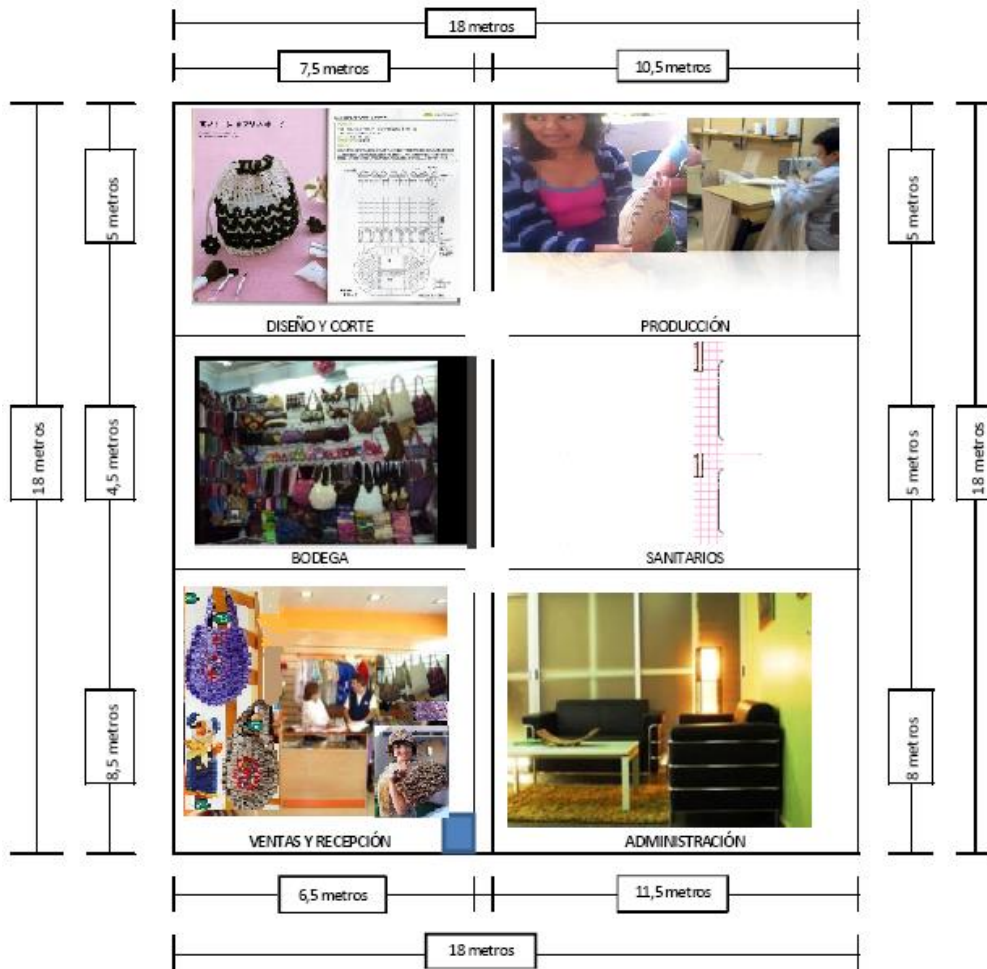 18 metros
7,5 metros
10,5 metros
5 metros
5 metros
DISEÑO Y CORTE
PRODUCCIÓN
18 metros
4,5 metros
5 metros
18 metros
BODEGA
SANITARIOS
8,5 metros
8 metros
VENTAS Y RECEPCIÓN
ADMINISTRACIÓN
6,5 metros
11,5 metros
18 metros